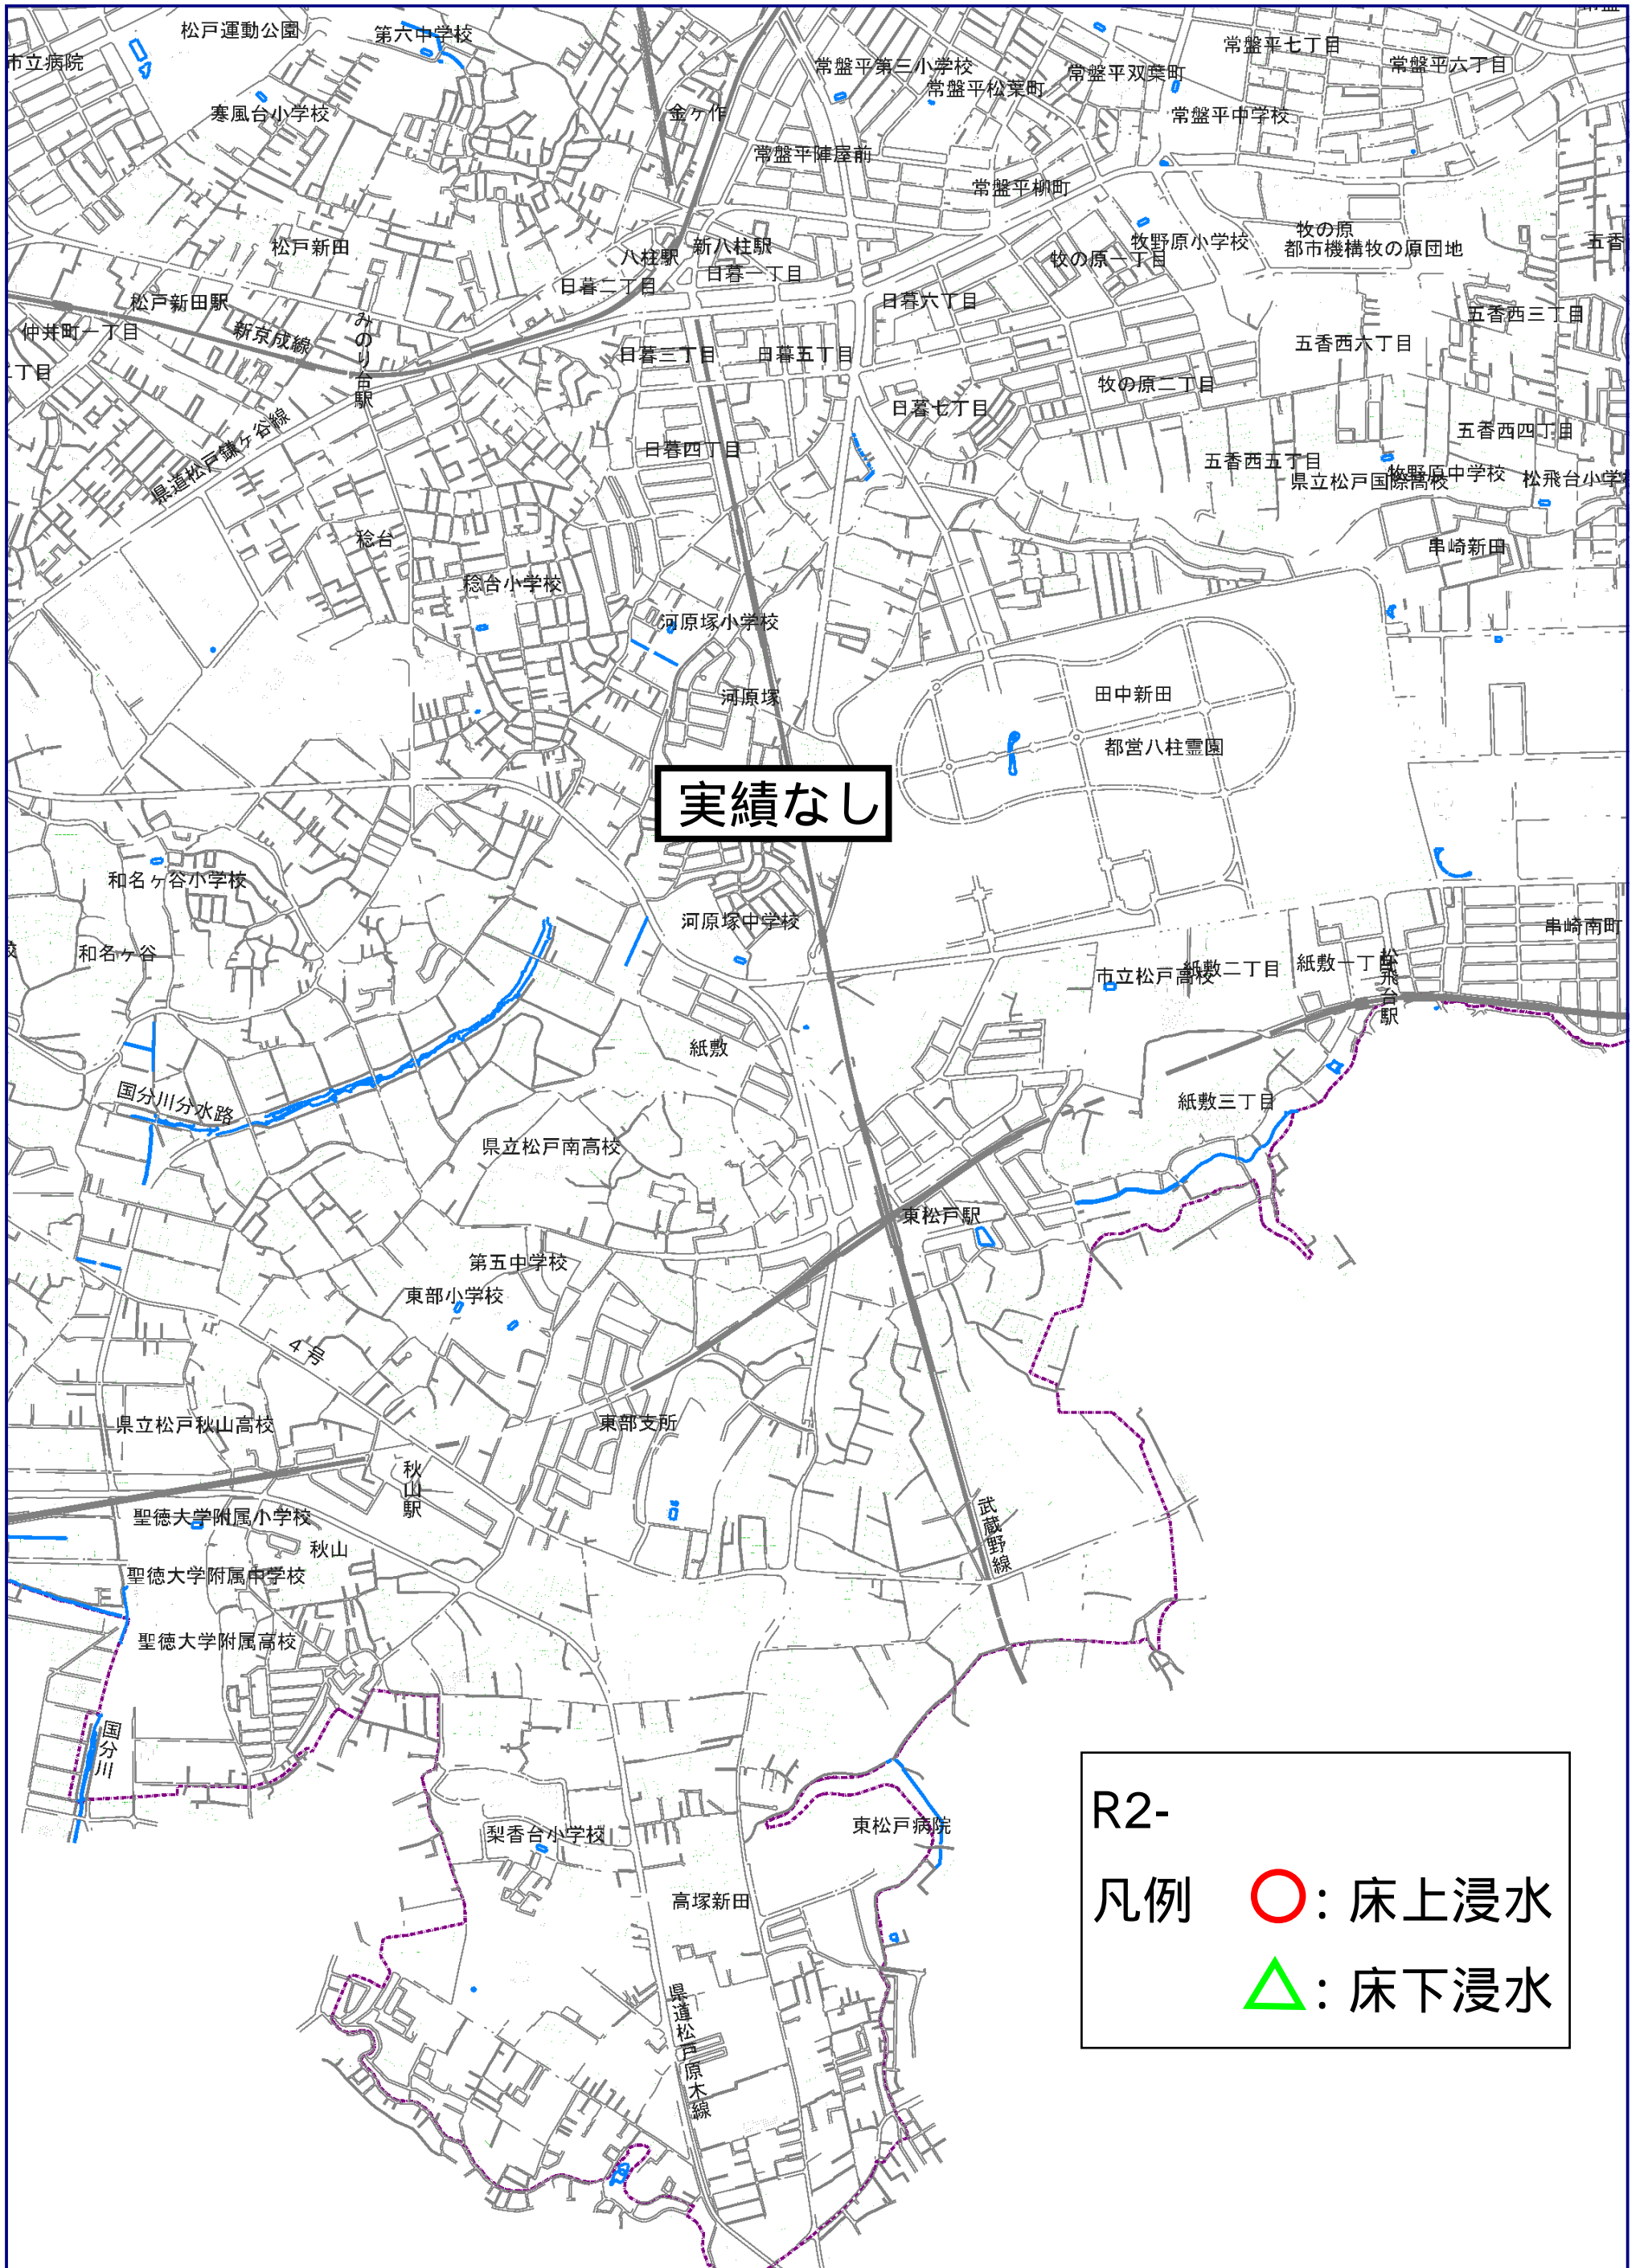 松戸運動公園
第六中学校
常盤平七丁目
市立病院
常盤平第三小学校
常盤平双葉町
常盤平六丁目
常盤平松葉町
寒風台小学校
金ヶ作
常盤平中学校
常盤平陣屋前
常盤平柳町
松戸新田
八柱駅
新八柱駅
牧野原小学校
牧の原
都市機構牧の原団地
五香
牧の原一丁目
日暮一丁目
日暮二丁目
松戸新田駅
日暮六丁目
五香西三丁目
仲井町一丁目
新京成線
みのり台駅
五香西六丁目
日暮三丁目
日暮五丁目
二丁目
牧の原二丁目
日暮七丁目
県道松戸鎌ヶ谷線
日暮四丁目
五香西四丁目
五香西五丁目
県立松戸国際高校
牧野原中学校
松飛台小学校
稔台
串崎新田
稔台小学校
河原塚小学校
河原塚
田中新田
都営八柱霊園
実績なし
和名ヶ谷小学校
河原塚中学校
串崎南町
校
和名ヶ谷
市立松戸高校
紙敷二丁目
紙敷一丁目
松飛台駅
紙敷
国分川分水路
紙敷三丁目
県立松戸南高校
東松戸駅
第五中学校
東部小学校
4号
県立松戸秋山高校
東部支所
秋山駅
聖徳大学附属小学校
武蔵野線
秋山
聖徳大学附属中学校
聖徳大学附属高校
国分川
梨香台小学校
東松戸病院
高塚新田
県道松戸原木線
R2-
凡例
○：床上浸水
△：床下浸水